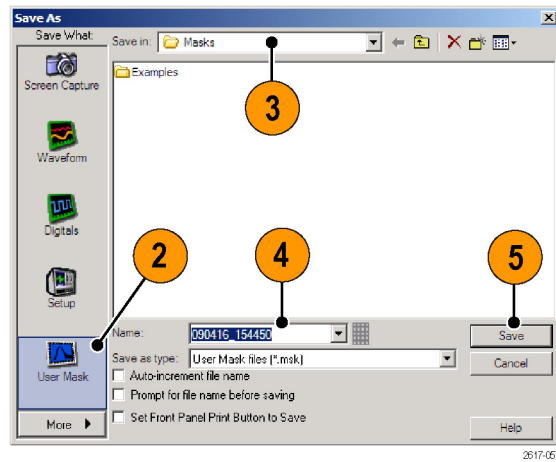 Save As
Save What:
Save in: Masks
Screen Capture
Examples
3
Waveform
Digitals
2
4
5
Setup
Name: 090416_154450
Save
Save as type: User Mask files (*.msk)
Cancel
User Mask
Auto-increment file name
Prompt for file name before saving
Set Front Panel Print Button to Save
More
Help
2617-05